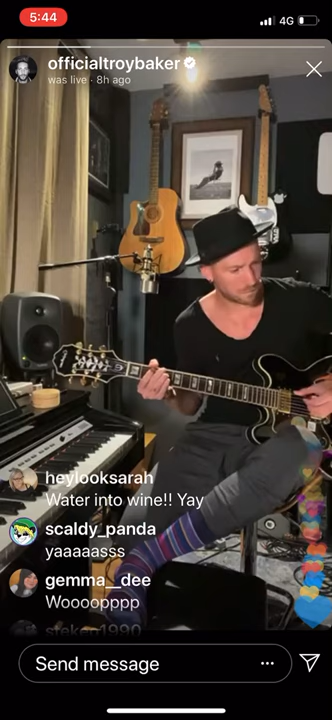 5:44
4G
officialtroybaker
was live · 8h ago
heylooksarah
Water into wine!! Yay
scaldy_panda
yaaaaasss
gemma__dee
Woooopppp
steken1990
Send message